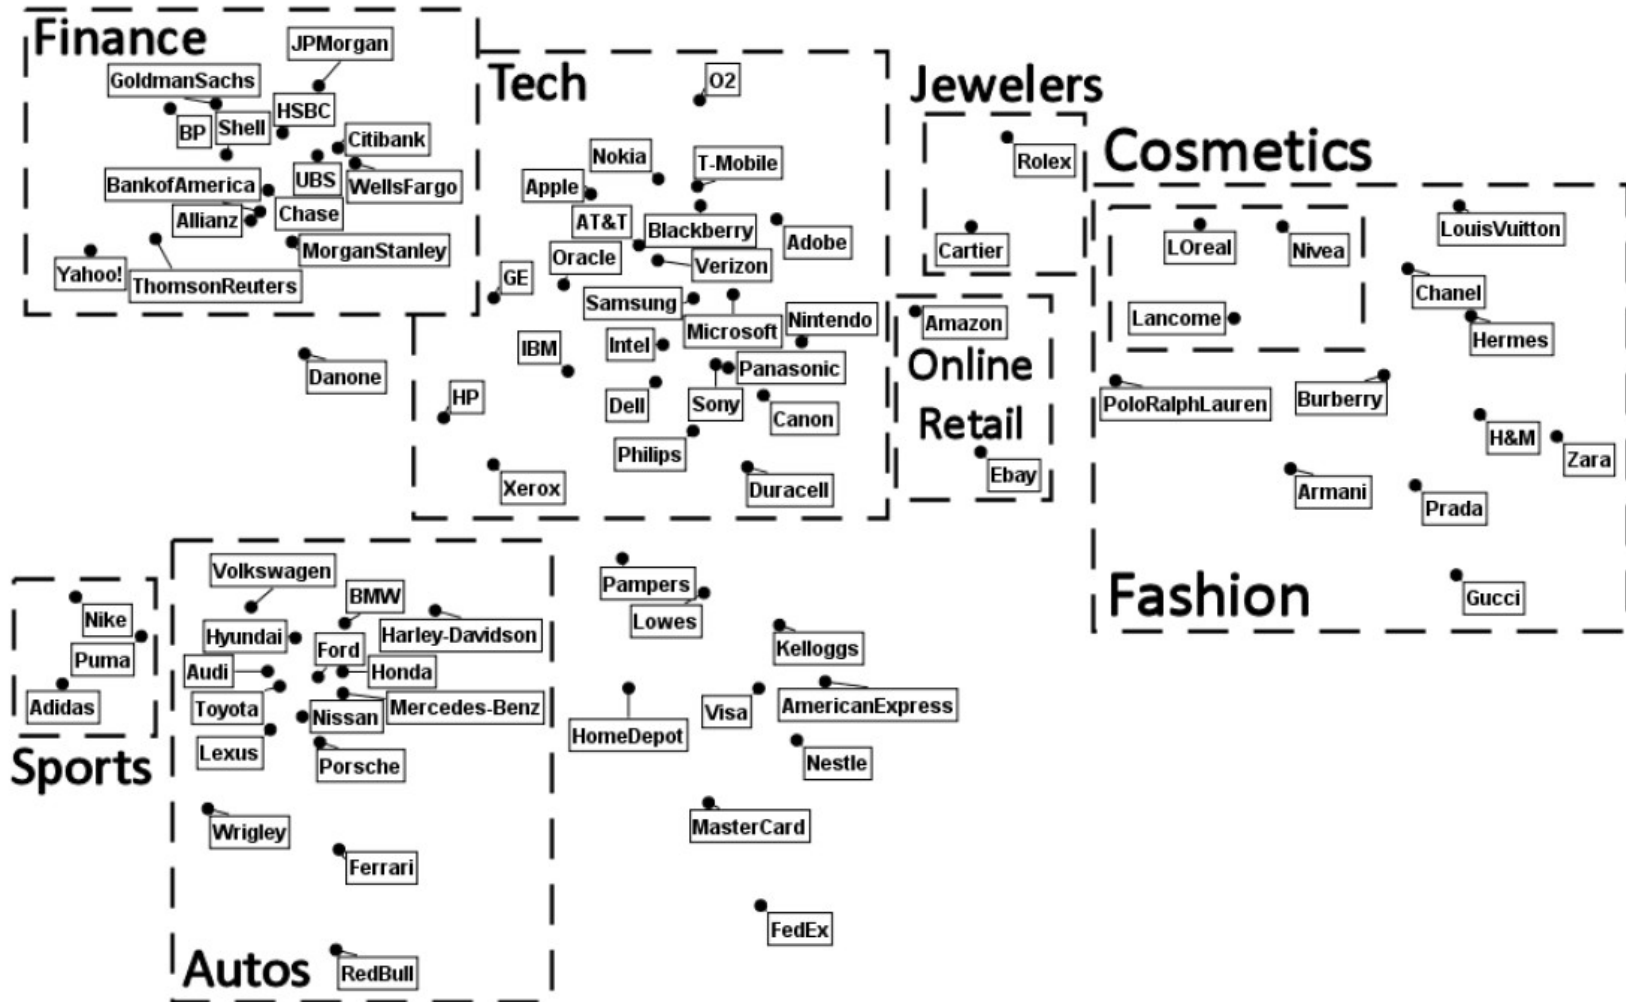 Finance
JPMorgan
GoldmanSachs
HSBC
BP
Shell
Citibank
UBS
WellsFargo
BankofAmerica
Chase
Allianz
MorganStanley
Yahoo!
ThomsonReuters
Danone
Tech
O2
Nokia
T-Mobile
Apple
AT&T
Blackberry
Adobe
Oracle
Verizon
GE
Samsung
Microsoft
Nintendo
IBM
Intel
Panasonic
HP
Dell
Sony
Canon
Philips
Xerox
Duracell
Jewelers
Rolex
Cartier
Amazon
Online
Retail
Ebay
Cosmetics
LOreal
Nivea
Lancome
LouisVuitton
Chanel
Hermes
PoloRalphLauren
Burberry
H&M
Zara
Armani
Prada
Gucci
Fashion
Nike
Puma
Adidas
Sports
Volkswagen
BMW
Hyundai
Harley-Davidson
Ford
Audi
Honda
Toyota
Mercedes-Benz
Nissan
Lexus
Porsche
Wrigley
Ferrari
RedBull
Autos
Pampers
Lowes
Kelloggs
Visa
AmericanExpress
HomeDepot
Nestle
MasterCard
FedEx